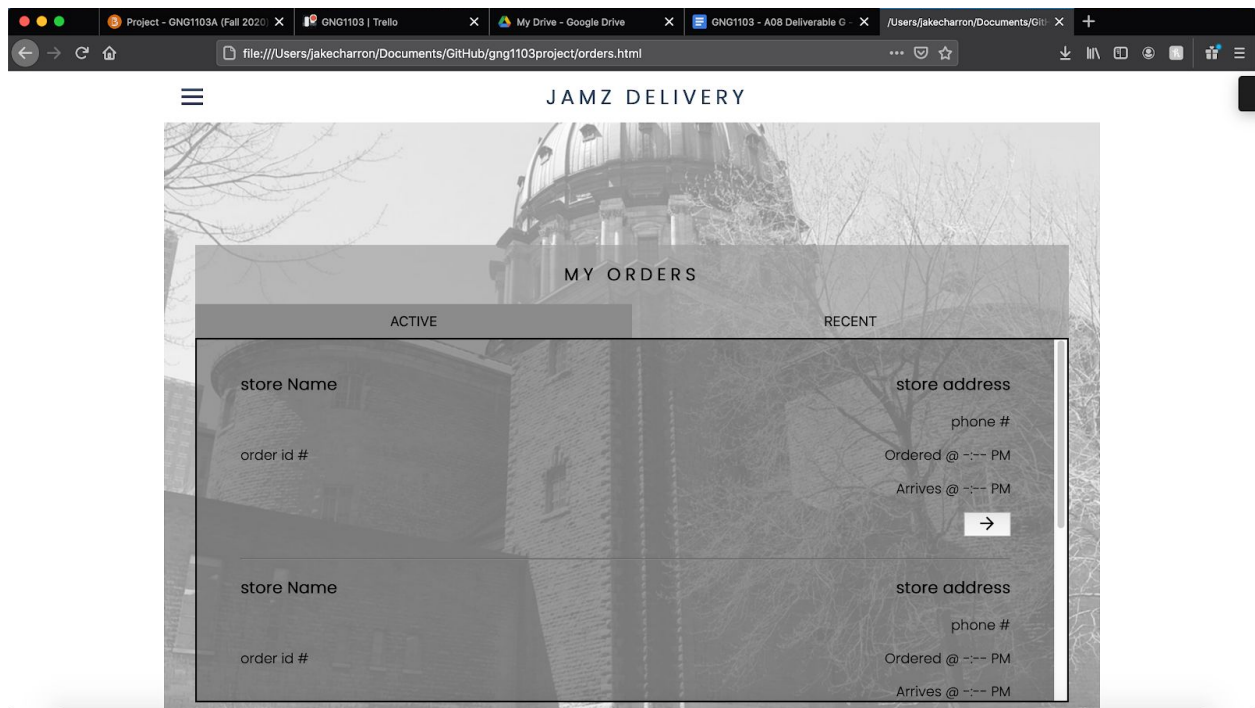 Project - GNG1103A (Fall 2020)
GNG1103 | Trello
My Drive - Google Drive
GNG1103 - A08 Deliverable G -
/Users/jakecharron/Documents/GitH
file:///Users/jakecharron/Documents/GitHub/gng1103project/orders.html
JAMZ DELIVERY
MY ORDERS
ACTIVE
RECENT
store Name
store address
phone #
order id #
Ordered @ -:-- PM
Arrives @ -:-- PM
store Name
store address
phone #
order id #
Ordered @ -:-- PM
Arrives @ -:-- PM